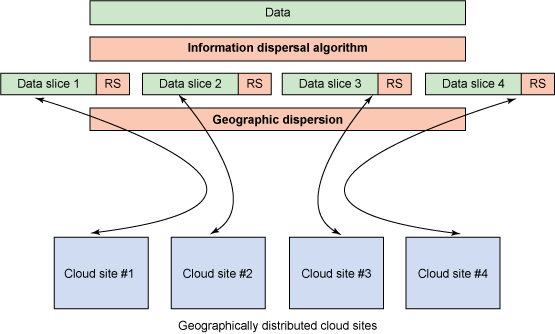 Data
Information dispersal algorithm
Data slice 1 RS Data slice 2 RS Data slice 3 RS Data slice 4 RS
Geographic dispersion
Cloud site #1 Cloud site #2 Cloud site #3 Cloud site #4
Geographically distributed cloud sites